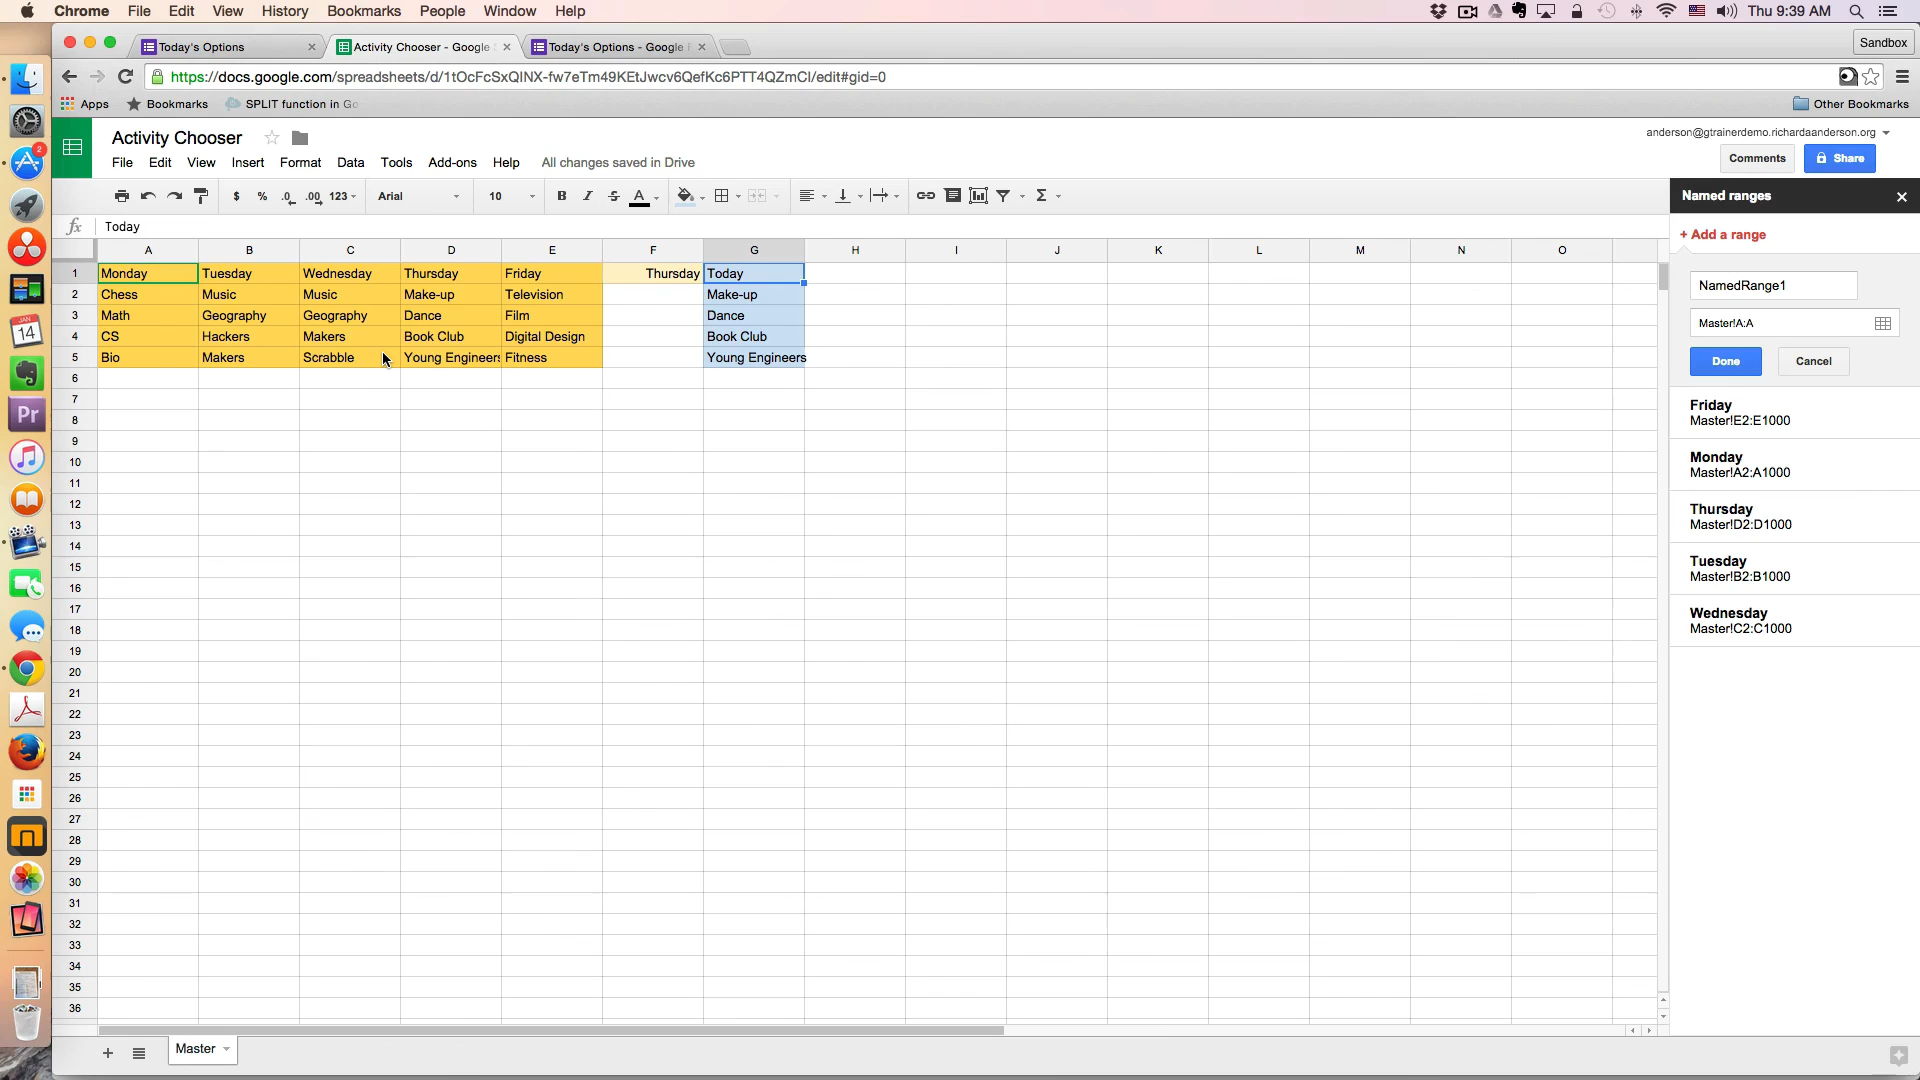 Chrome File Edit View History Bookmarks People Window Help Thu 9:39 AM
Today's Options Activity Chooser - Google Today's Options - Google Sandbox
https://docs.google.com/spreadsheets/d/1tOcFcSxQINX-fw7eTm49KEtJwcv6QefKc6PTT4QZmCI/edit#gid=0
Apps Bookmarks SPLIT function in Go Other Bookmarks
Activity Chooser anderson@gtrainerdemo.richardaanderson.org
File Edit View Insert Format Data Tools Add-ons Help All changes saved in Drive Comments Share
$ % .0 .00 123 Arial 10 B I S A Σ
Named ranges
fx Today
+ Add a range
A B C D E F G H I J K L M N O
1 Monday Tuesday Wednesday Thursday Friday Thursday Today
NamedRange1
2 Chess Music Music Make-up Television Make-up
3 Math Geography Geography Dance Film Dance
Master!A:A
4 CS Hackers Makers Book Club Digital Design Book Club
5 Bio Makers Scrabble Young Engineers Fitness Young Engineers
Done Cancel
6
7
Friday
Master!E2:E1000
8
9
Monday
Master!A2:A1000
10
11
12
Thursday
Master!D2:D1000
13
14
Tuesday
Master!B2:B1000
15
16
17
Wednesday
Master!C2:C1000
18
19
20
21
22
23
24
25
26
27
28
29
30
31
32
33
34
35
36
Master
2
JAN
14
Pr